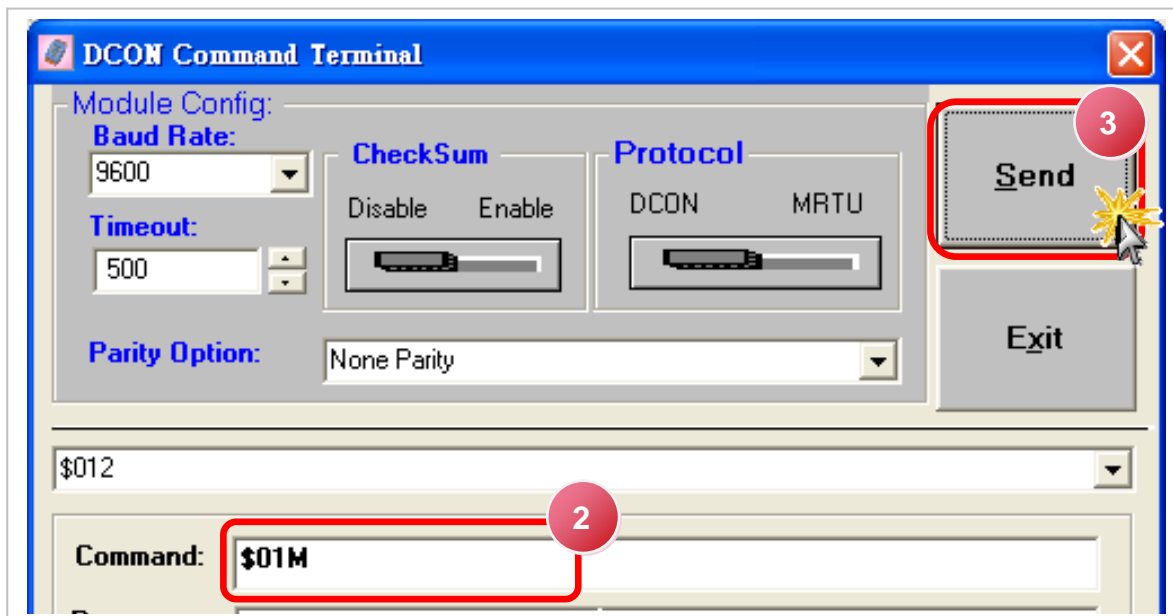 DCON Command Terminal
Module Config:
Baud Rate:
9600
CheckSum
Disable Enable
Protocol
DCON MRTU
3
Send
Timeout:
500
Exit
Parity Option:
None Parity
$012
2
Command: $01M